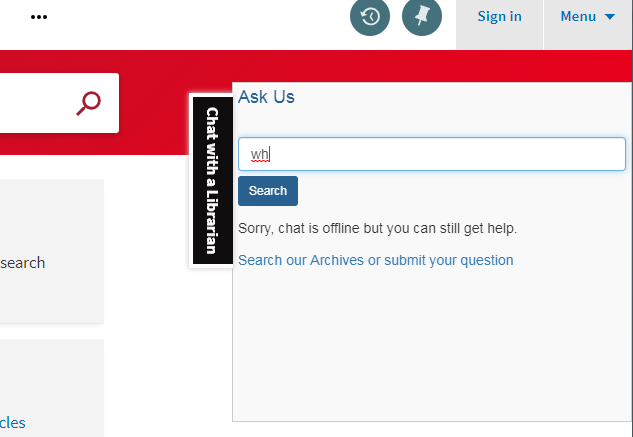 •••
Sign in
Menu
Ask Us
Chat with a Librarian
wh
Search
Sorry, chat is offline but you can still get help.
Search our Archives or submit your question
search
cles